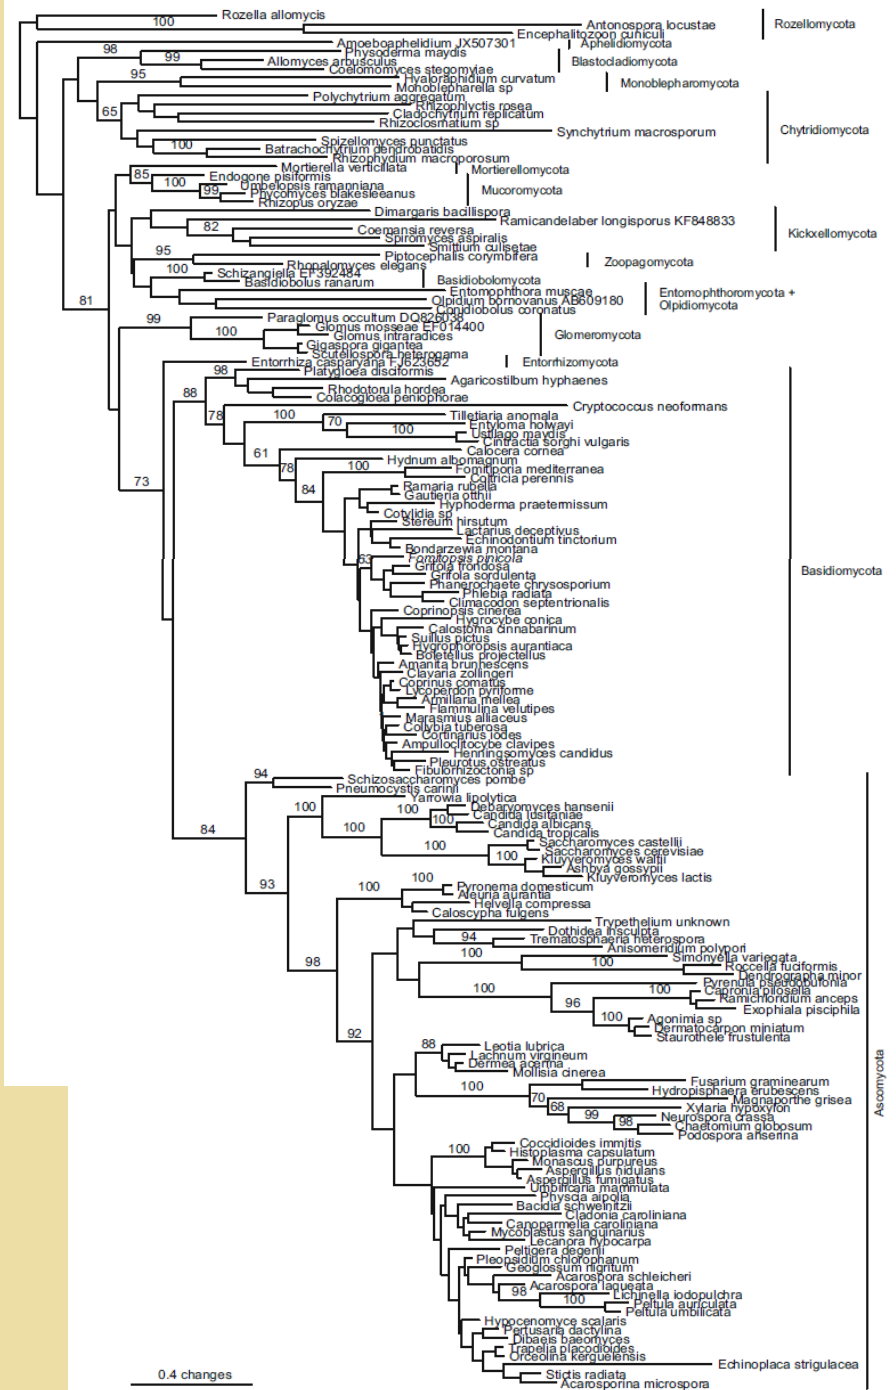 Rozella allomycis
100
Antonospora locustae
Encephalitozoon cuniculi
Rozellomycota
Amoeboaphelidium JX507301
Aphelidiomycota
98
Physoderma maydis
99
Allomyces arbusculus
Coelomomyces stegomyiae
Blastocladiomycota
95
Hyaloraphidium curvatum
Monoblepharella sp
Monoblepharomycota
Polychytrium aggregatum
65
Rhizophlyctis rosea
Cladochytrium replicatum
Rhizoclosmatium sp
Synchytrium macrosporum
Chytridiomycota
Spizellomyces punctatus
100
Batrachochytrium dendrobatidis
Rhizophydium macroporosum
Mortierella verticillata
Mortierellomycota
85
Endogone pisiformis
100
Umbelopsis ramanniana
99
Phycomyces blakesleeanus
Rhizopus oryzae
Mucoromycota
Dimargaris bacillispora
Ramicandelaber longisporus KF848833
82
Coemansia reversa
Spiromyces aspiralis
Smittium culisetae
Kickxellomycota
95
Piptocephalis corymbifera
Rhopalomyces elegans
Zoopagomycota
100
Schizangiella EF392484
Basidiobolus ranarum
Basidiobolomycota
Entomophthora muscae
Olpidium bornovanus AB609180
Conidiobolus coronatus
Entomophthoromycota +
Olpidiomycota
81
99
Paraglomus occultum DQ826038
100
Glomus mosseae EF014400
Glomus intraradices
Gigaspora gigantea
Scutellospora heterogama
Glomeromycota
Entorrhiza casparyana FJ623652
Entorrhizomycota
98
Platygloea disciformis
Agaricostilbum hyphaenes
88
Rhodotorula hordea
Colacogloea peniophorae
Cryptococcus neoformans
78
100
Tilletiaria anomala
70
Entyloma holwayi
100
Ustilago maydis
Cintractia sorghi vulgaris
61
Calocera cornea
78
Hydnum albomagnum
100
Fomitiporia mediterranea
Coltricia perennis
73
84
Ramaria rubella
Gautieria otthii
Hyphoderma praetermissum
Cotylidia sp
Stereum hirsutum
Lactarius deceptivus
Echinodontium tinctorium
Bondarzewia montana
63
Fomitopsis pinicola
Grifola frondosa
Grifola sordulenta
Phanerochaete chrysosporium
Phlebia radiata
Climacodon septentrionalis
Basidiomycota
Coprinopsis cinerea
Hygrocybe conica
Calostoma cinnabarinum
Suillus pictus
Hygrophoropsis aurantiaca
Boletellus projectellus
Amanita brunnescens
Clavaria zollingeri
Coprinus comatus
Lycoperdon pyriforme
Armillaria mellea
Flammulina velutipes
Marasmius alliaceus
Collybia tuberosa
Cortinarius iodes
Ampulloclitocybe clavipes
Henningsomyces candidus
Pleurotus ostreatus
Fibulorhizoctonia sp
94
Schizosaccharomyces pombe
Pneumocystis carinii
Yarrowia lipolytica
100
100
Debaryomyces hansenii
Candida lusitaniae
100
Candida albicans
Candida tropicalis
84
100
100
Saccharomyces castellii
Saccharomyces cerevisiae
100
Kluyveromyces waltii
Ashbya gossypii
Kluyveromyces lactis
93
100
100
Pyronema domesticum
Aleuria aurantia
Helvella compressa
Caloscypha fulgens
Trypethelium unknown
Dothidea insculpta
94
Trematosphaeria heterospora
Anisomeridium polypori
100
Simonyella variegata
100
Roccella fuciformis
Dendrographa minor
98
100
Pyrenula pseudobufonia
100
Capronia pilosella
Ramichloridium anceps
Exophiala pisciphila
96
100
Agonimia sp
Dermatocarpon miniatum
Staurothele frustulenta
92
88
Leotia lubrica
Lachnum virgineum
Dermea acerina
Mollisia cinerea
100
Fusarium graminearum
Hydropisphaera erubescens
70
Magnaporthe grisea
68
Xylaria hypoxylon
99
Neurospora crassa
98
Chaetomium globosum
Podospora anserina
Ascomycota
100
Coccidioides immitis
Histoplasma capsulatum
Monascus purpureus
Aspergillus nidulans
Aspergillus fumigatus
Umbilicaria mammulata
Physcia aipolia
Bacidia schweinitzii
Cladonia caroliniana
Canoparmelia caroliniana
Mycoblastus sanguinarius
Lecanora hybocarpa
Peltigera degenii
Pleopsidium chlorophanum
Geoglossum nigritum
Acarospora schleicheri
Acarospora laqueata
98
Lichinella iodopulchra
100
Peltula auriculata
Peltula umbilicata
Hypocenomyce scalaris
Pertusaria dactylina
Dibaeis baeomyces
Trapelia placodioides
Orceolina kerguelensis
Echinoplaca strigulacea
Stictis radiata
Acarosporina microspora
0.4 changes